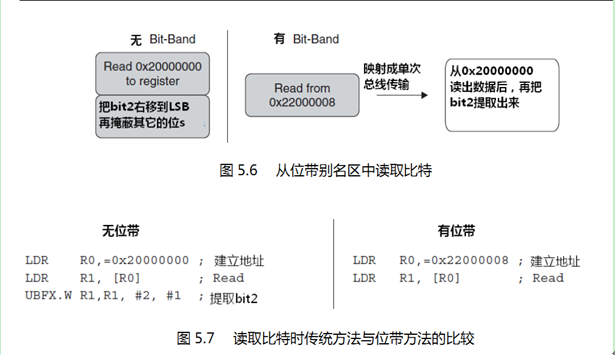 无 Bit-Band
Read 0x20000000
to register
把bit2右移到LSB
再掩蔽其它的位s
有 Bit-Band
Read from
0x22000008
映射成单次
总线传输
从0x20000000
读出数据后，再把
bit2提取出来
图 5.6 从位带别名区中读取比特
无位带
LDR R0,=0x20000000 ; 建立地址
LDR R1, [R0] ; Read
UBFX.W R1,R1, #2, #1 ; 提取bit2
有位带
LDR R0,=0x22000008 ; 建立地址
LDR R1, [R0] ; Read
图 5.7 读取比特时传统方法与位带方法的比较